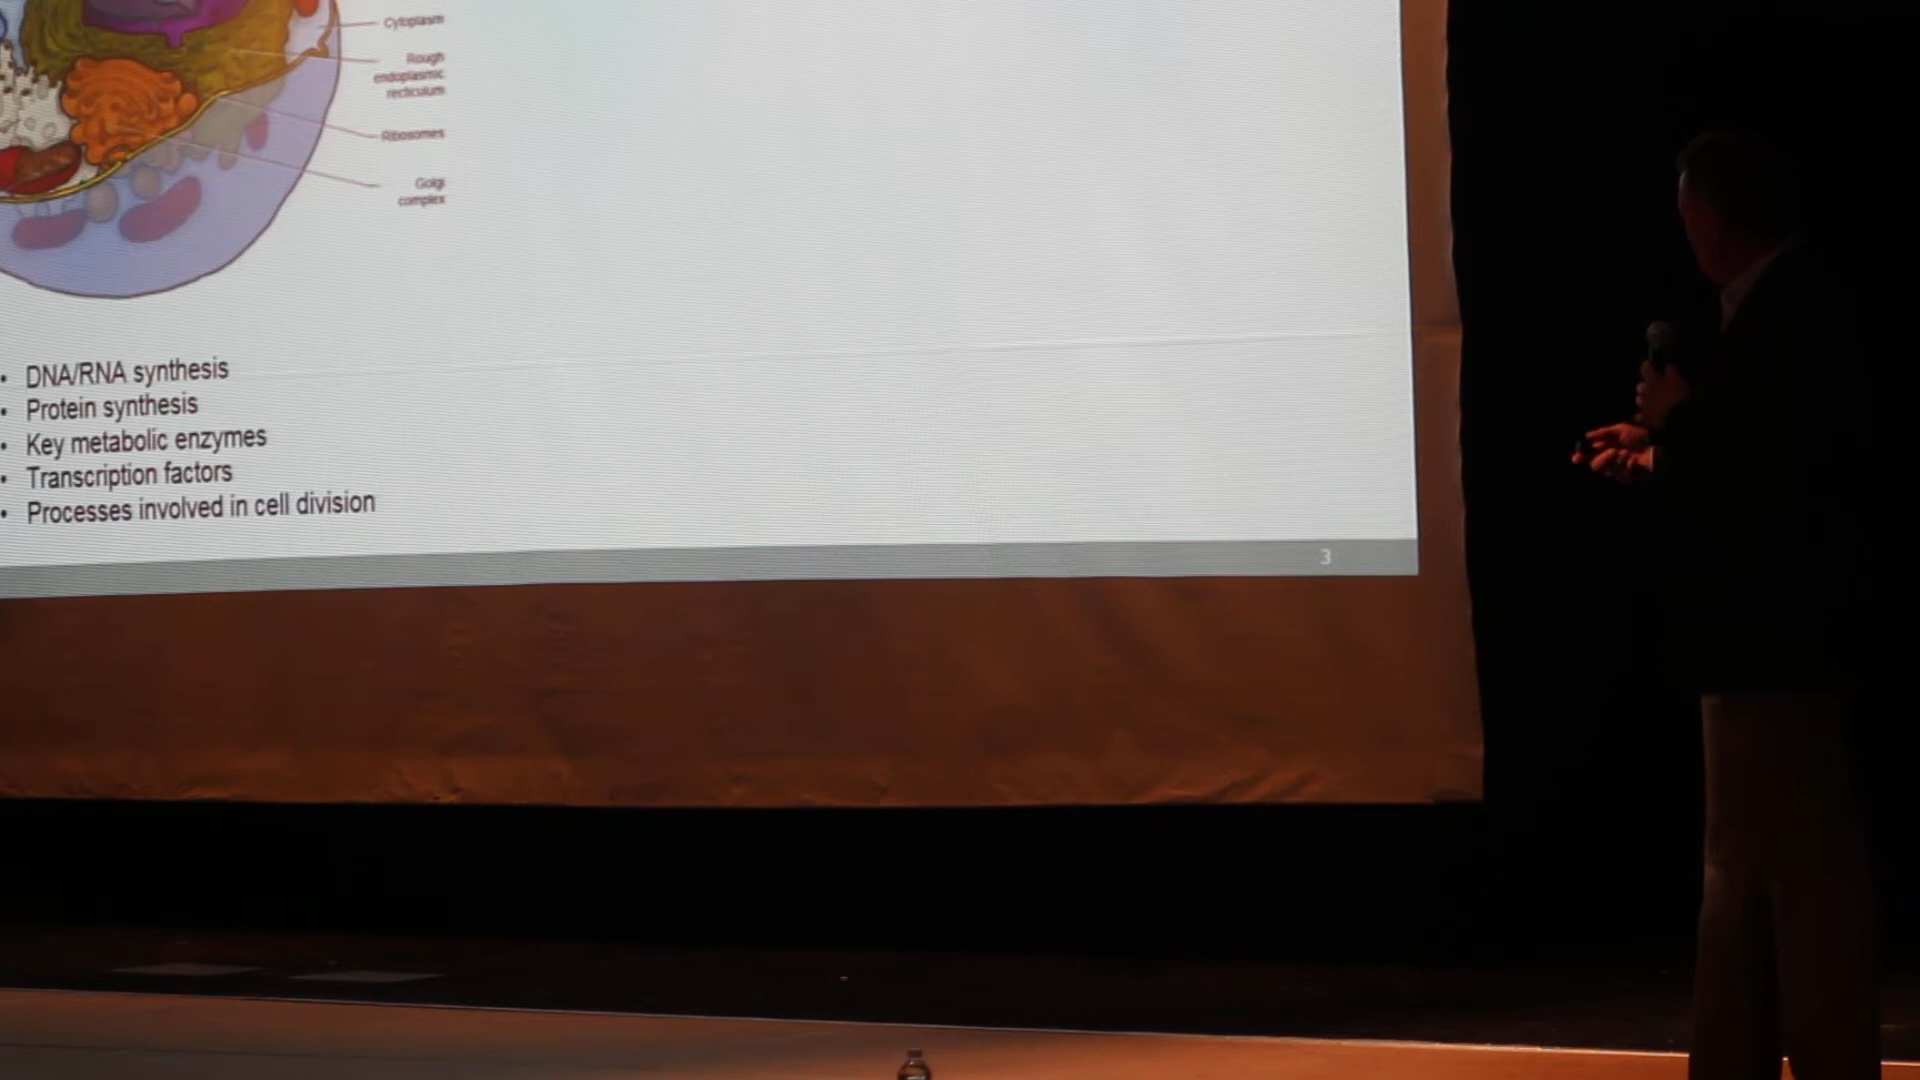 Cytoplasm
Rough
endoplasmic
recticulum
Ribosomes
Golgi
complex
• DNA/RNA synthesis
• Protein synthesis
• Key metabolic enzymes
• Transcription factors
• Processes involved in cell division
3